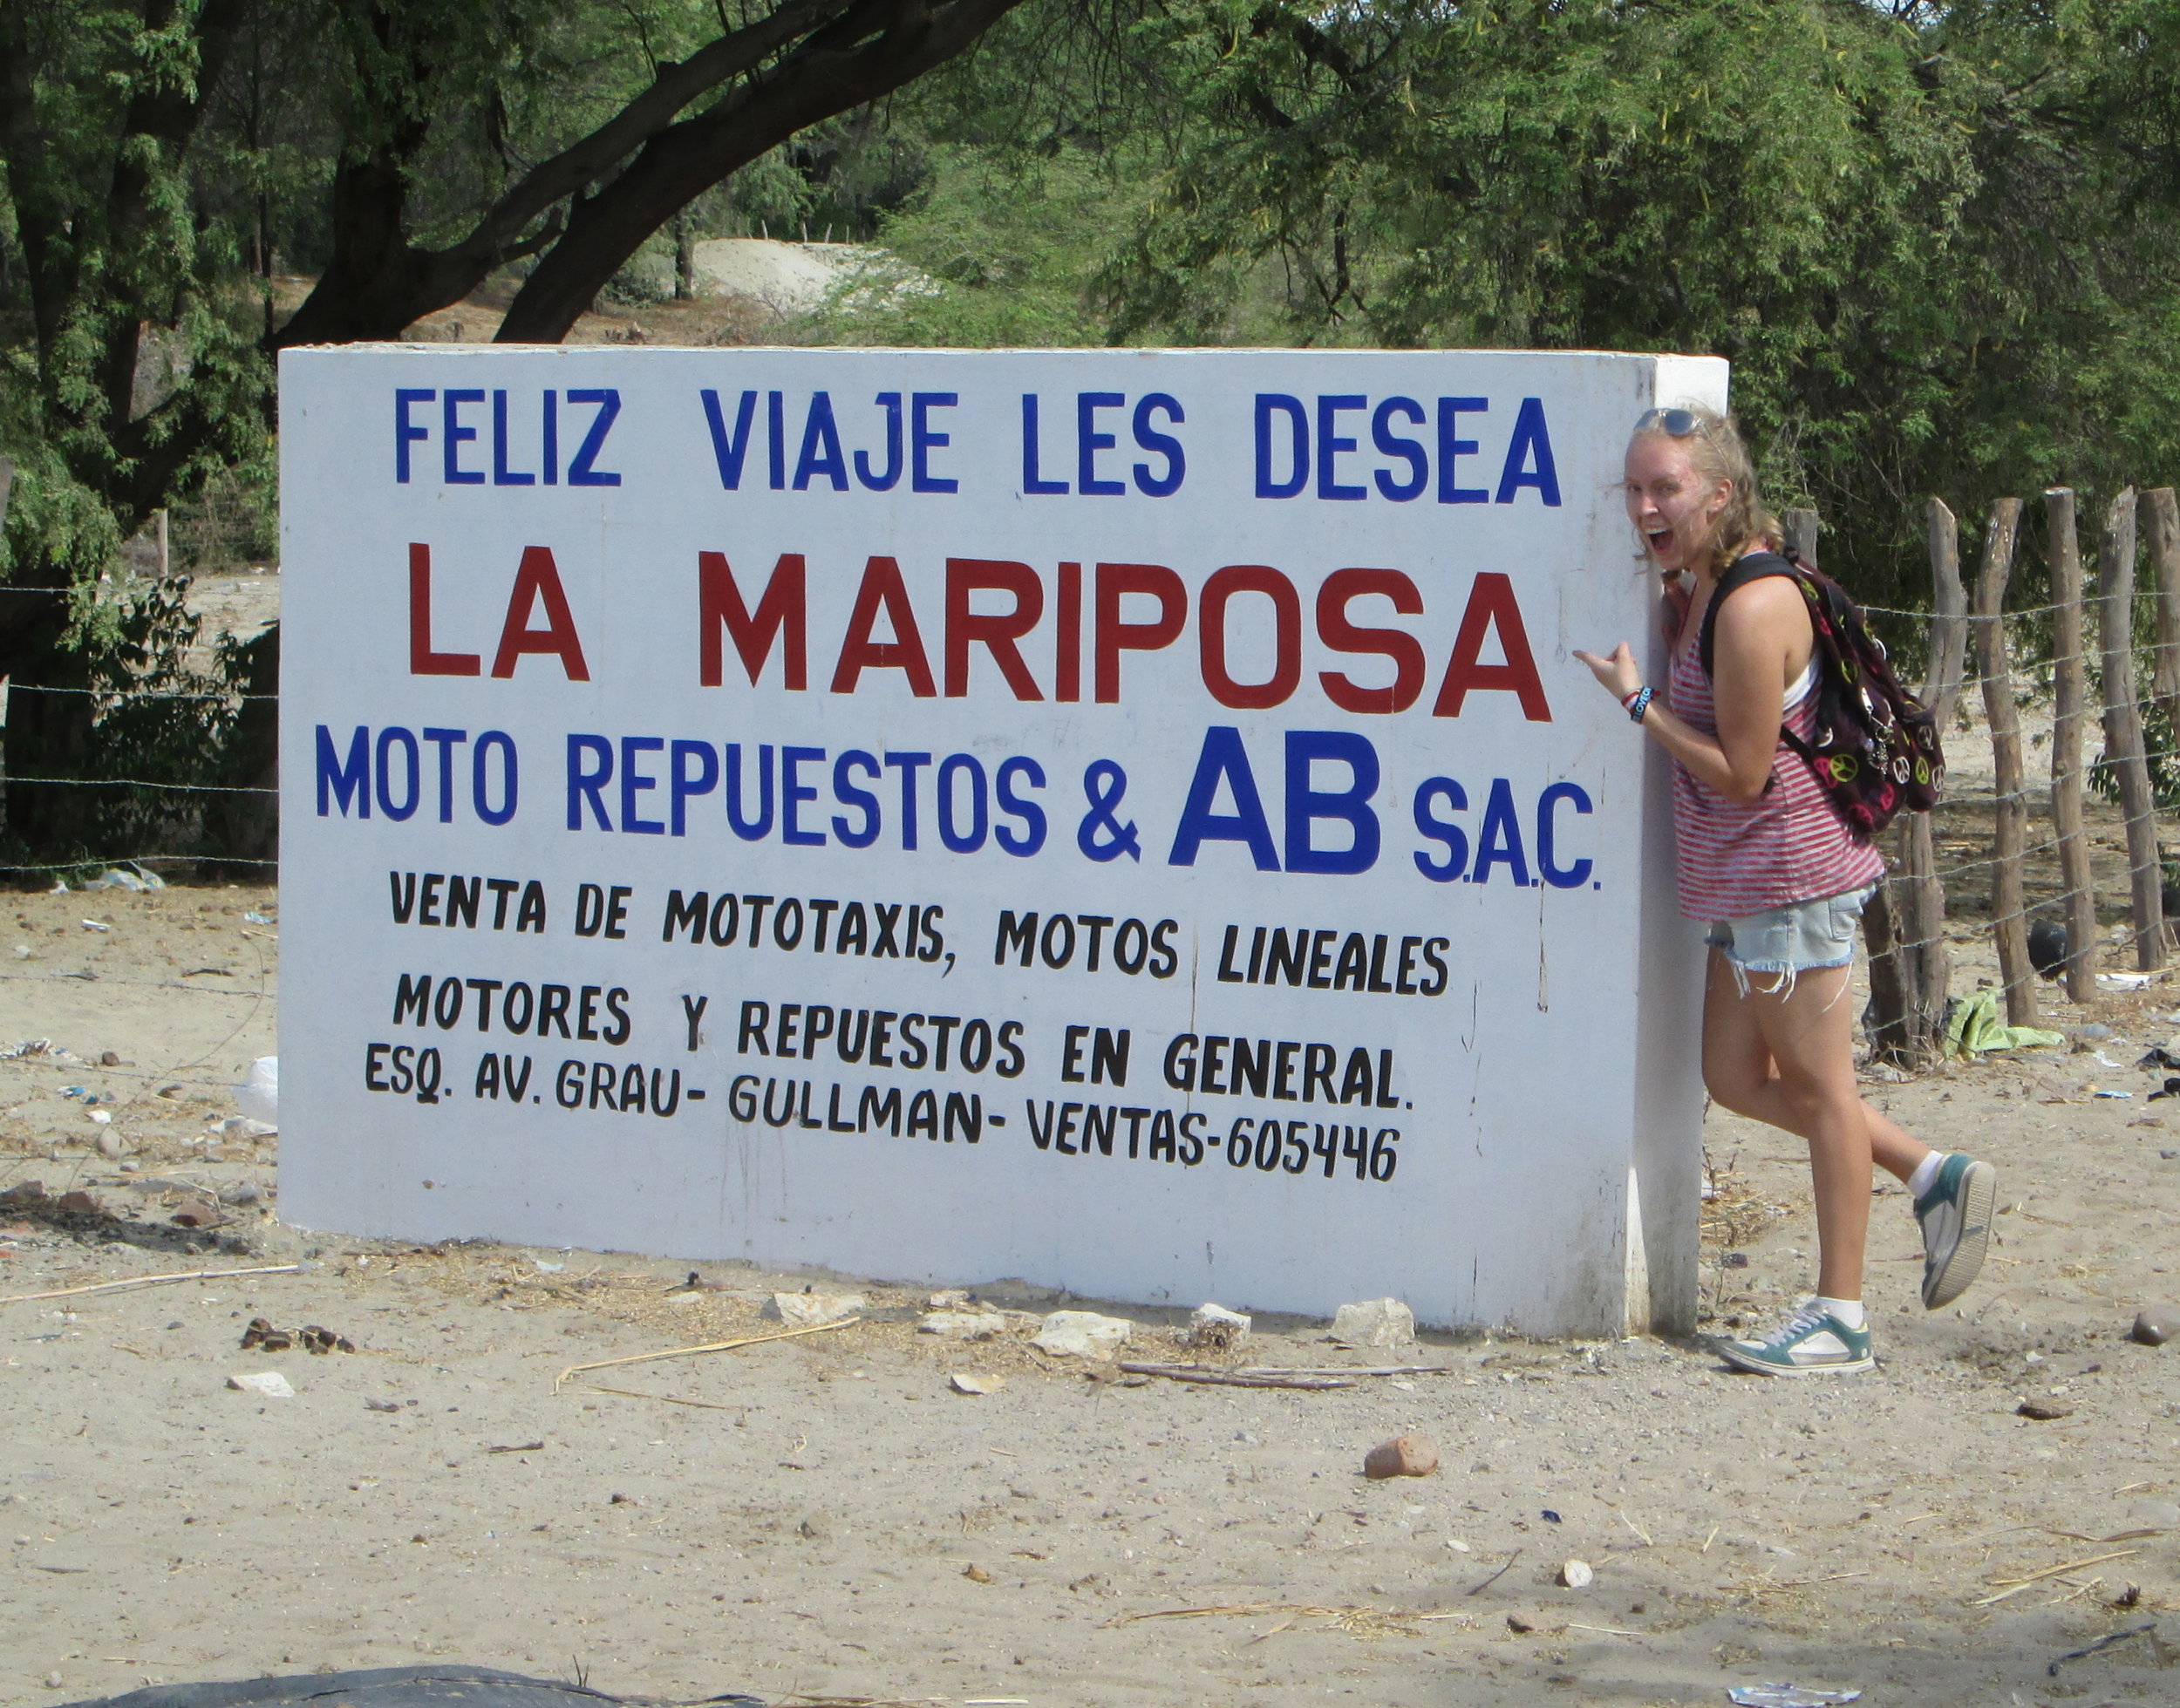 FELIZ VIAJE LES DESEA
LA MARIPOSA
MOTO REPUESTOS & AB S.A.C.
VENTA DE MOTOTAXIS, MOTOS LINEALES
MOTORES Y REPUESTOS EN GENERAL.
ESQ. AV. GRAU- GULLMAN- VENTAS-605446